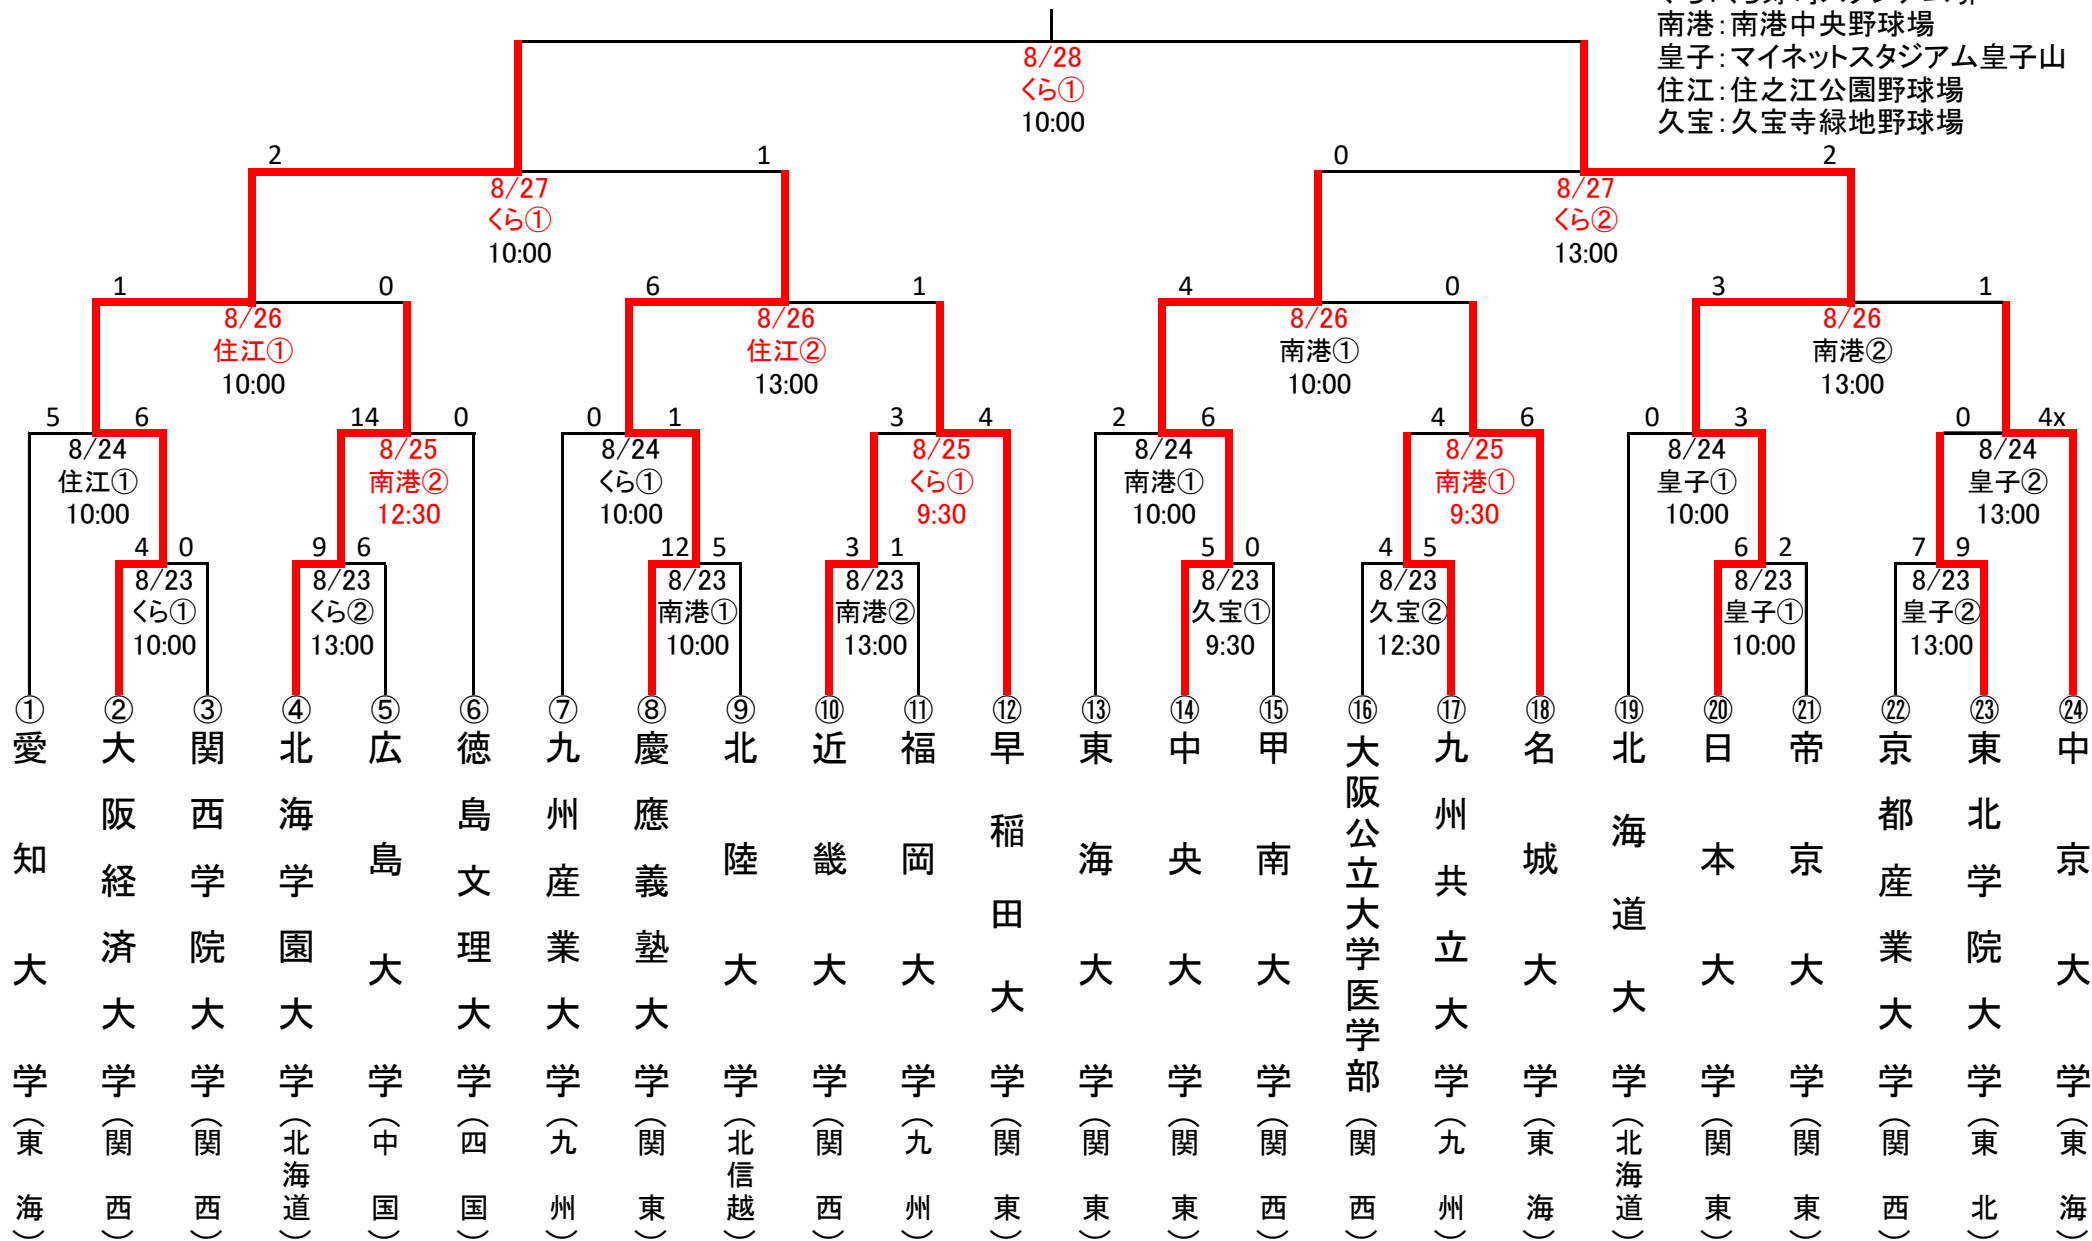 南港：南港中央野球場
皇子：マイネットスタジアム皇子山
住江：住之江公園野球場
久宝：久宝寺緑地野球場
8/28
くら①
10:00
2 1
8/27
くら①
10:00
0 2
8/27
くら②
13:00
1 0
8/26
住江①
10:00
6 1
8/26
住江②
13:00
4 0
8/26
南港①
10:00
3 1
8/26
南港②
13:00
5 6
8/24
住江①
10:00
14 0
8/25
南港②
12:30
0 1
8/24
くら①
10:00
3 4
8/25
くら①
9:30
2 6
8/24
南港①
10:00
4 6
8/25
南港①
9:30
0 3
8/24
皇子①
10:00
0 4x
8/24
皇子②
13:00
4 0
8/23
くら①
10:00
9 6
8/23
くら②
13:00
12 5
8/23
南港①
10:00
3 1
8/23
南港②
13:00
5 0
8/23
久宝①
9:30
4 5
8/23
久宝②
12:30
6 2
8/23
皇子①
10:00
7 9
8/23
皇子②
13:00
①愛知大学（東海）
②大阪経済大学（関西）
③関西学院大学（関西）
④北海学園大学（北海道）
⑤広島大学（中国）
⑥徳島文理大学（四国）
⑦九州産業大学（九州）
⑧慶應義塾大学（関東）
⑨北陸大学（北信越）
⑩近畿大学（関西）
⑪福岡大学（九州）
⑫早稲田大学（関東）
⑬東海大学（関東）
⑭中央大学（関東）
⑮甲南大学（関西）
⑯大阪公立大学医学部（関西）
⑰九州共立大学（九州）
⑱名城大学（東海）
⑲北海道大学（北海道）
⑳日本大学（関東）
㉑帝京大学（関東）
㉒京都産業大学（関西）
㉓東北学院大学（東北）
㉔中京大学（東海）